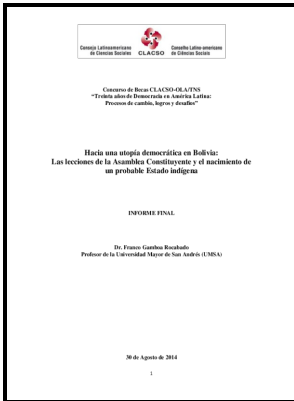 Consejo Latinoamericano
de Ciencias Sociales
CLACSO
Conselho Latino-americano
de Ciências Sociais
Concurso de Becas CLACSO-OLA/TNS
“Treinta años de Democracia en América Latina:
Procesos de cambio, logros y desafíos”
Hacia una utopía democrática en Bolivia:
Las lecciones de la Asamblea Constituyente y el nacimiento de
un probable Estado indígena
INFORME FINAL
Dr. Franco Gamboa Rocabado
Profesor de la Universidad Mayor de San Andrés (UMSA)
30 de Agosto de 2014
1